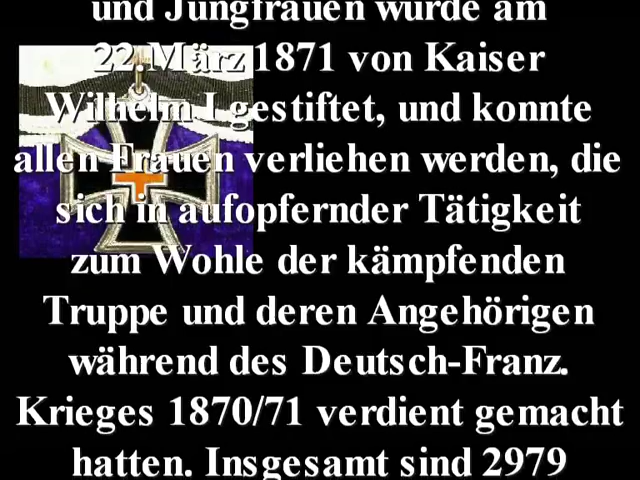 und Jungfrauen wurde am
22.März 1871 von Kaiser
Wilhelm I gestiftet, und konnte
allen Frauen verliehen werden, die
sich in aufopfernder Tätigkeit
zum Wohle der kämpfenden
Truppe und deren Angehörigen
während des Deutsch-Franz.
Krieges 1870/71 verdient gemacht
hatten. Insgesamt sind 2979